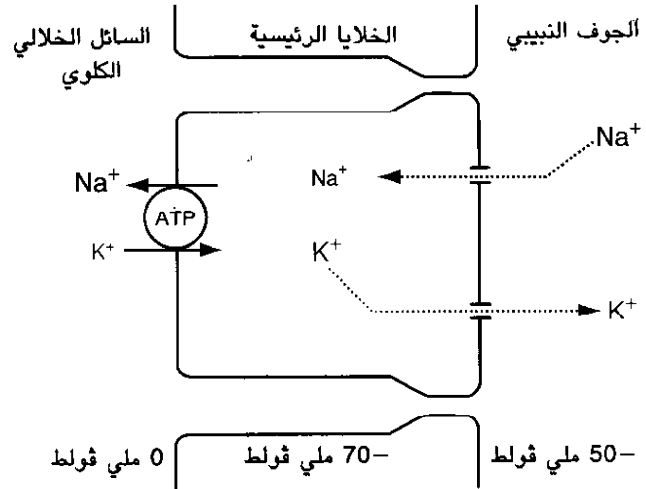 الجوف النبيبي
الخلايا الرئيسية
السائل الخلالي
الكلوي
Na⁺
Na⁺
Na⁺
ATP
K⁺
K⁺
K⁺
−50 ملي ڤولط
−70 ملي ڤولط
0 ملي ڤولط